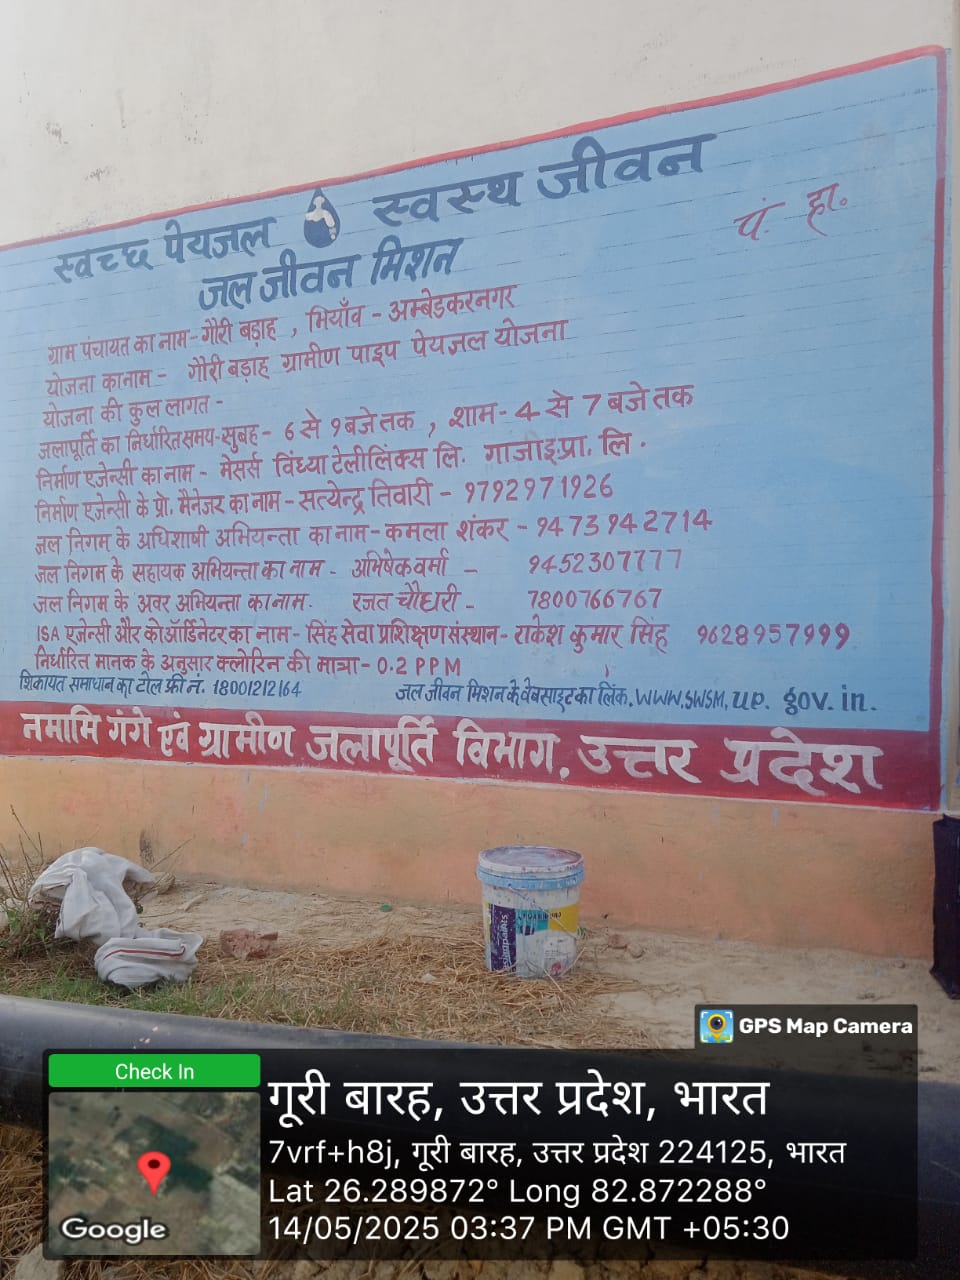 स्वच्छ पेयजल स्वस्थ जीवन
पं. हा.
जल जीवन मिशन
ग्राम पंचायत का नाम - गौरी बड़ाह , भियाँव - अम्बेडकरनगर
योजना का नाम - गौरी बड़ाह ग्रामीण पाइप पेयजल योजना
योजना की कुल लागत -
जलापूर्ति का निर्धारित समय - सुबह - 6 से 9 बजे तक , शाम - 4 से 7 बजे तक
निर्माण एजेन्सी का नाम - मेसर्स विंध्या टेलीलिंक्स लि. गाजाइ.प्रा. लि.
निर्माण एजेन्सी के प्रो. मैनेजर का नाम - सत्येन्द्र तिवारी - 9792971926
जल निगम के अधिशाषी अभियन्ता का नाम - कमला शंकर - 9473942714
जल निगम के सहायक अभियन्ता का नाम - अभिषेक वर्मा - 9452307777
जल निगम के अवर अभियन्ता का नाम. रजत चौधरी - 7800766767
ISA एजेन्सी और कोऑर्डिनेटर का नाम - सिंह सेवा प्रशिक्षण संस्थान - राकेश कुमार सिंह 9628957999
निर्धारित मानक के अनुसार क्लोरिन की मात्रा - 0.2 PPM
शिकायत समाधान का टोल फ्री नं. 18001212164 जल जीवन मिशन के वेबसाइट का लिंक. www.swsm.up.gov.in.
नमामि गंगे एवं ग्रामीण जलापूर्ति विभाग, उत्तर प्रदेश
asianpaints
GPS Map Camera
Check In
गूरी बारह, उत्तर प्रदेश, भारत
7vrf+h8j, गूरी बारह, उत्तर प्रदेश 224125, भारत
Lat 26.289872° Long 82.872288°
14/05/2025 03:37 PM GMT +05:30
Google